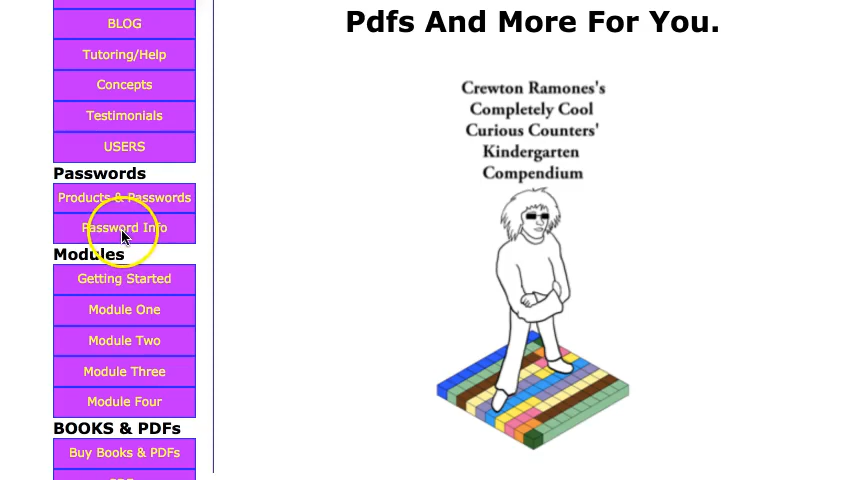 BLOG
Tutoring/Help
Concepts
Testimonials
USERS
Passwords
Products & Passwords
Password Info
Modules
Getting Started
Module One
Module Two
Module Three
Module Four
BOOKS & PDFs
Buy Books & PDFs
Pdfs And More For You.
Crewton Ramones's
Completely Cool
Curious Counters'
Kindergarten
Compendium